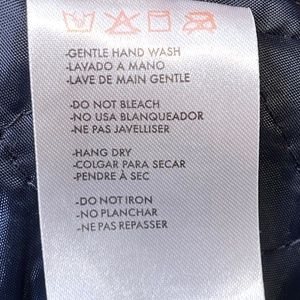 -GENTLE HAND WASH
-LAVADO A MANO
-LAVE DE MAIN GENTLE
-DO NOT BLEACH
-NO USA BLANQUEADOR
-NE PAS JAVELLISER
-HANG DRY
-COLGAR PARA SECAR
-PENDRE À SEC
-DO NOT IRON
-NO PLANCHAR
-NE PAS REPASSER